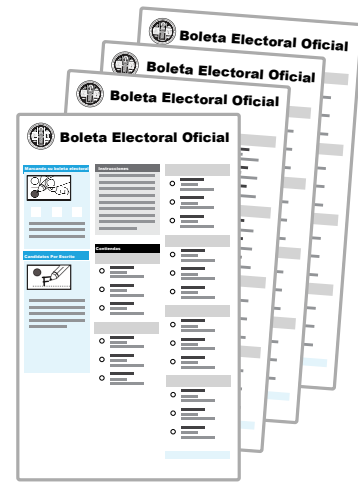 Boleta Electoral Oficial
Boleta Electoral Oficial
Boleta Electoral Oficial
Boleta Electoral Oficial
Marcando su boleta electoral
Instrucciones
Contiendas
Candidatos Por Escrito